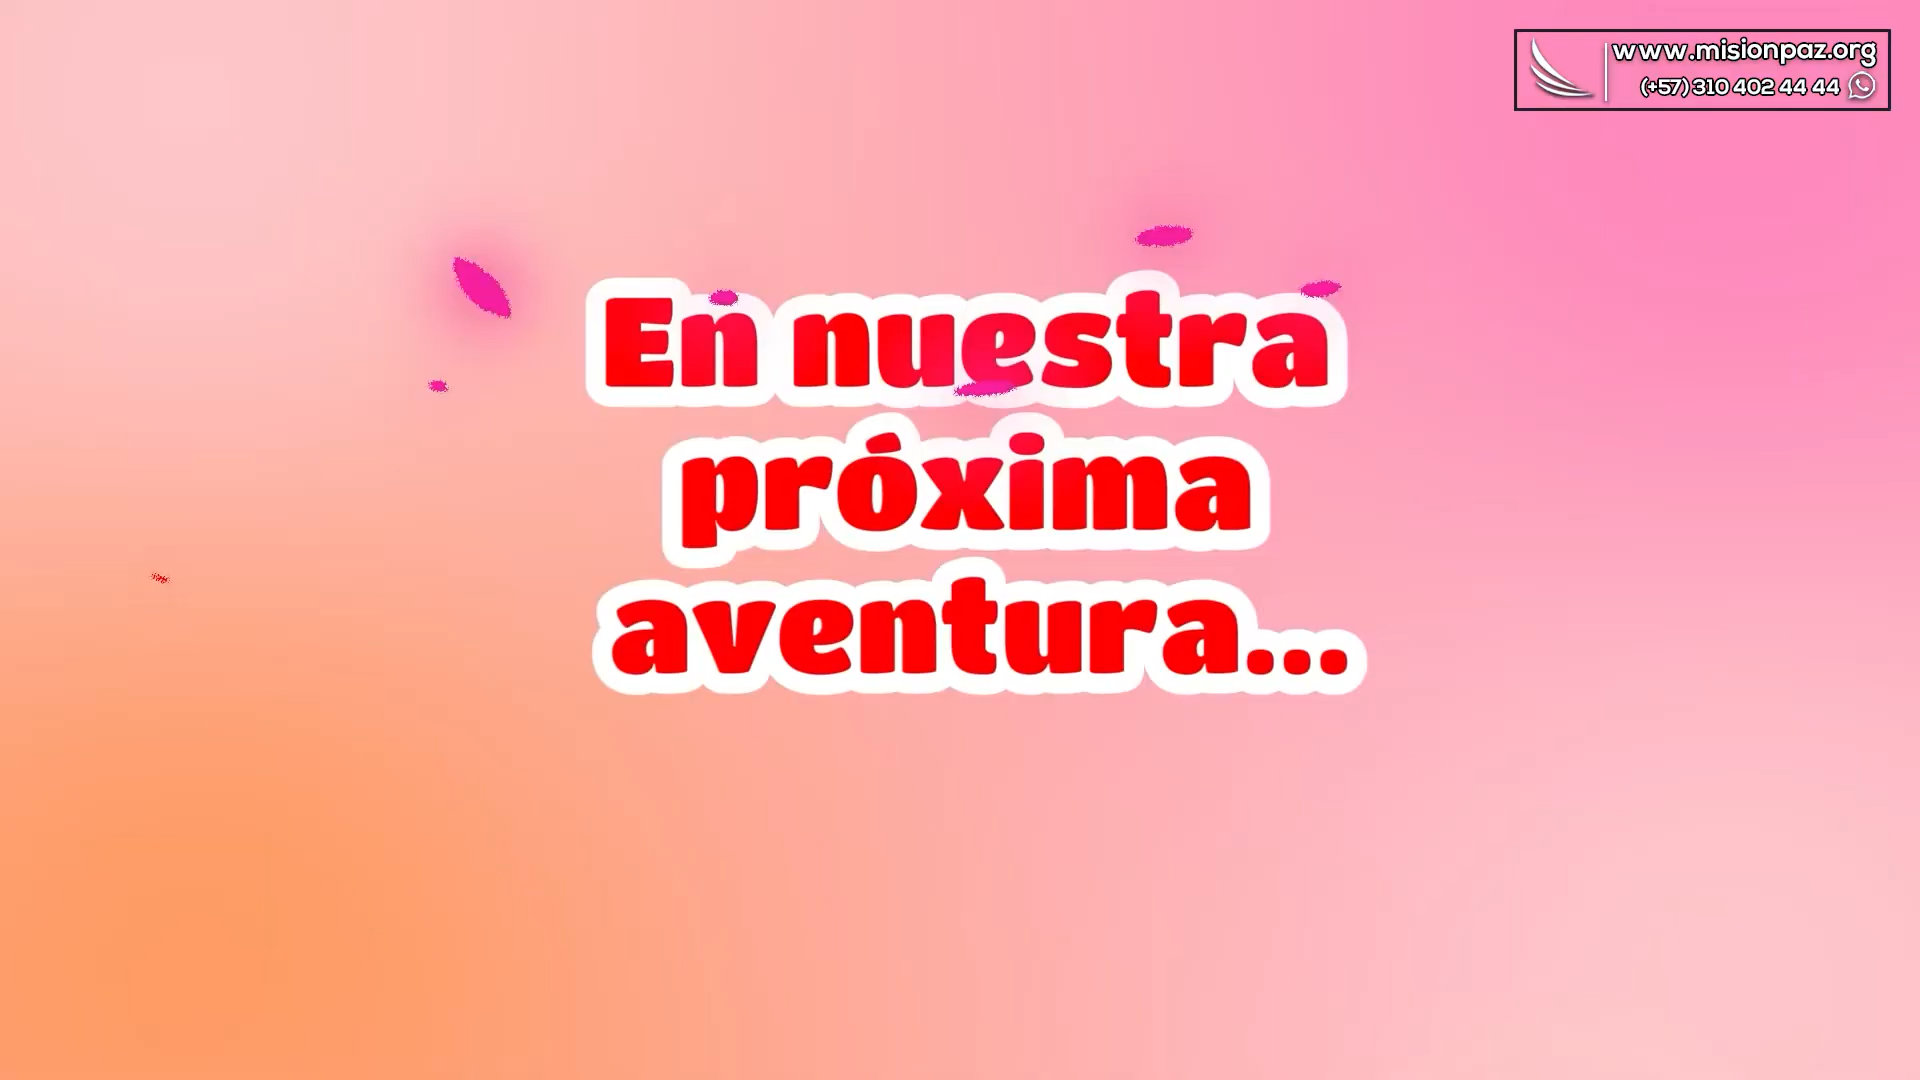 www.misionpaz.org
(+57) 310 402 44 44
En nuestra
próxima
aventura...